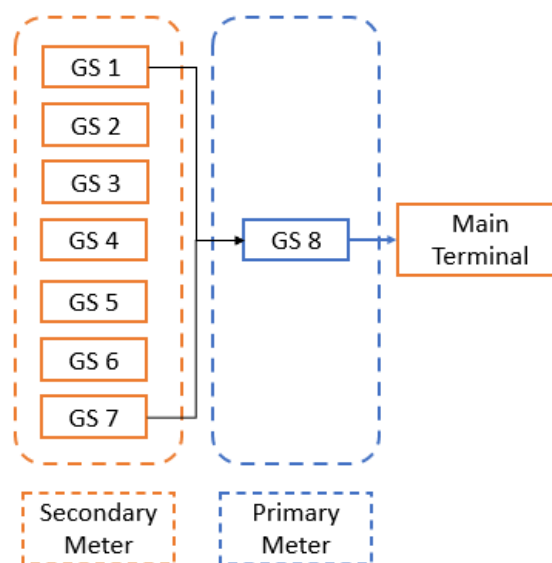 GS 1
GS 2
GS 3
GS 4
GS 5
GS 6
GS 7
GS 8
Main
Terminal
Secondary
Meter
Primary
Meter